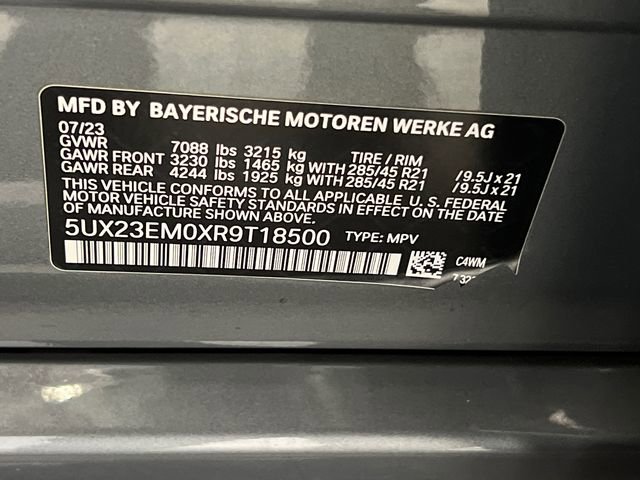 MFD BY BAYERISCHE MOTOREN WERKE AG
07/23
GVWR 7088 lbs 3215 kg TIRE / RIM
GAWR FRONT 3230 lbs 1465 kg WITH 285/45 R21 /9.5J x 21
GAWR REAR 4244 lbs 1925 kg WITH 285/45 R21 /9.5J x 21
THIS VEHICLE CONFORMS TO ALL APPLICABLE U. S. FEDERAL
MOTOR VEHICLE SAFETY STANDARDS IN EFFECT ON THE DATE OF
MANUFACTURE SHOWN ABOVE.
5UX23EM0XR9T18500 TYPE: MPV
C4WM